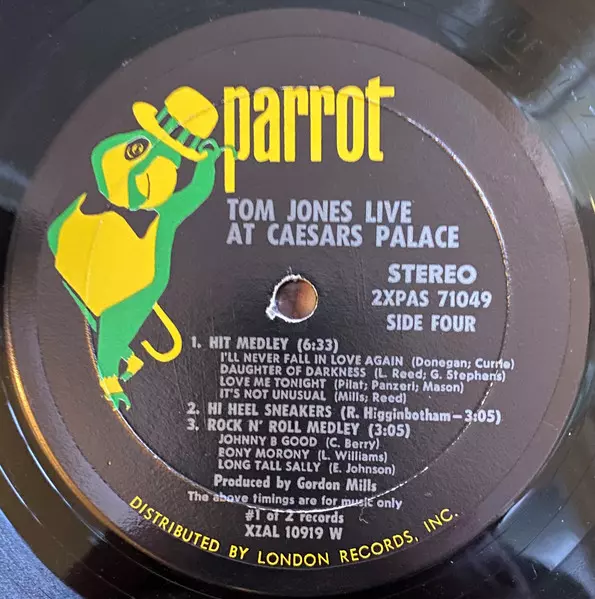 parrot
TOM JONES LIVE
AT CAESARS PALACE
STEREO
2XPAS 71049
SIDE FOUR
1. HIT MEDLEY (6:33)
I'LL NEVER FALL IN LOVE AGAIN (Donegan; Currie)
DAUGHTER OF DARKNESS (L. Reed; G. Stephens)
LOVE ME TONIGHT (Pilat; Panzeri; Mason)
IT'S NOT UNUSUAL (Mills; Reed)
2. HI HEEL SNEAKERS (R. Higginbotham—3:05)
3. ROCK N' ROLL MEDLEY (3:05)
JOHNNY B GOOD (C. Berry)
BONY MORONY (L. Williams)
LONG TALL SALLY (E. Johnson)
Produced by Gordon Mills
The above timings are for music only
#1 of 2 records
XZAL 10919 W
DISTRIBUTED BY LONDON RECORDS, INC.